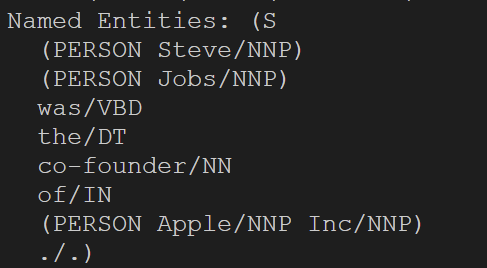 Named Entities: (S
(PERSON Steve/NNP)
(PERSON Jobs/NNP)
was/VBD
the/DT
co-founder/NN
of/IN
(PERSON Apple/NNP Inc/NNP)
./.)